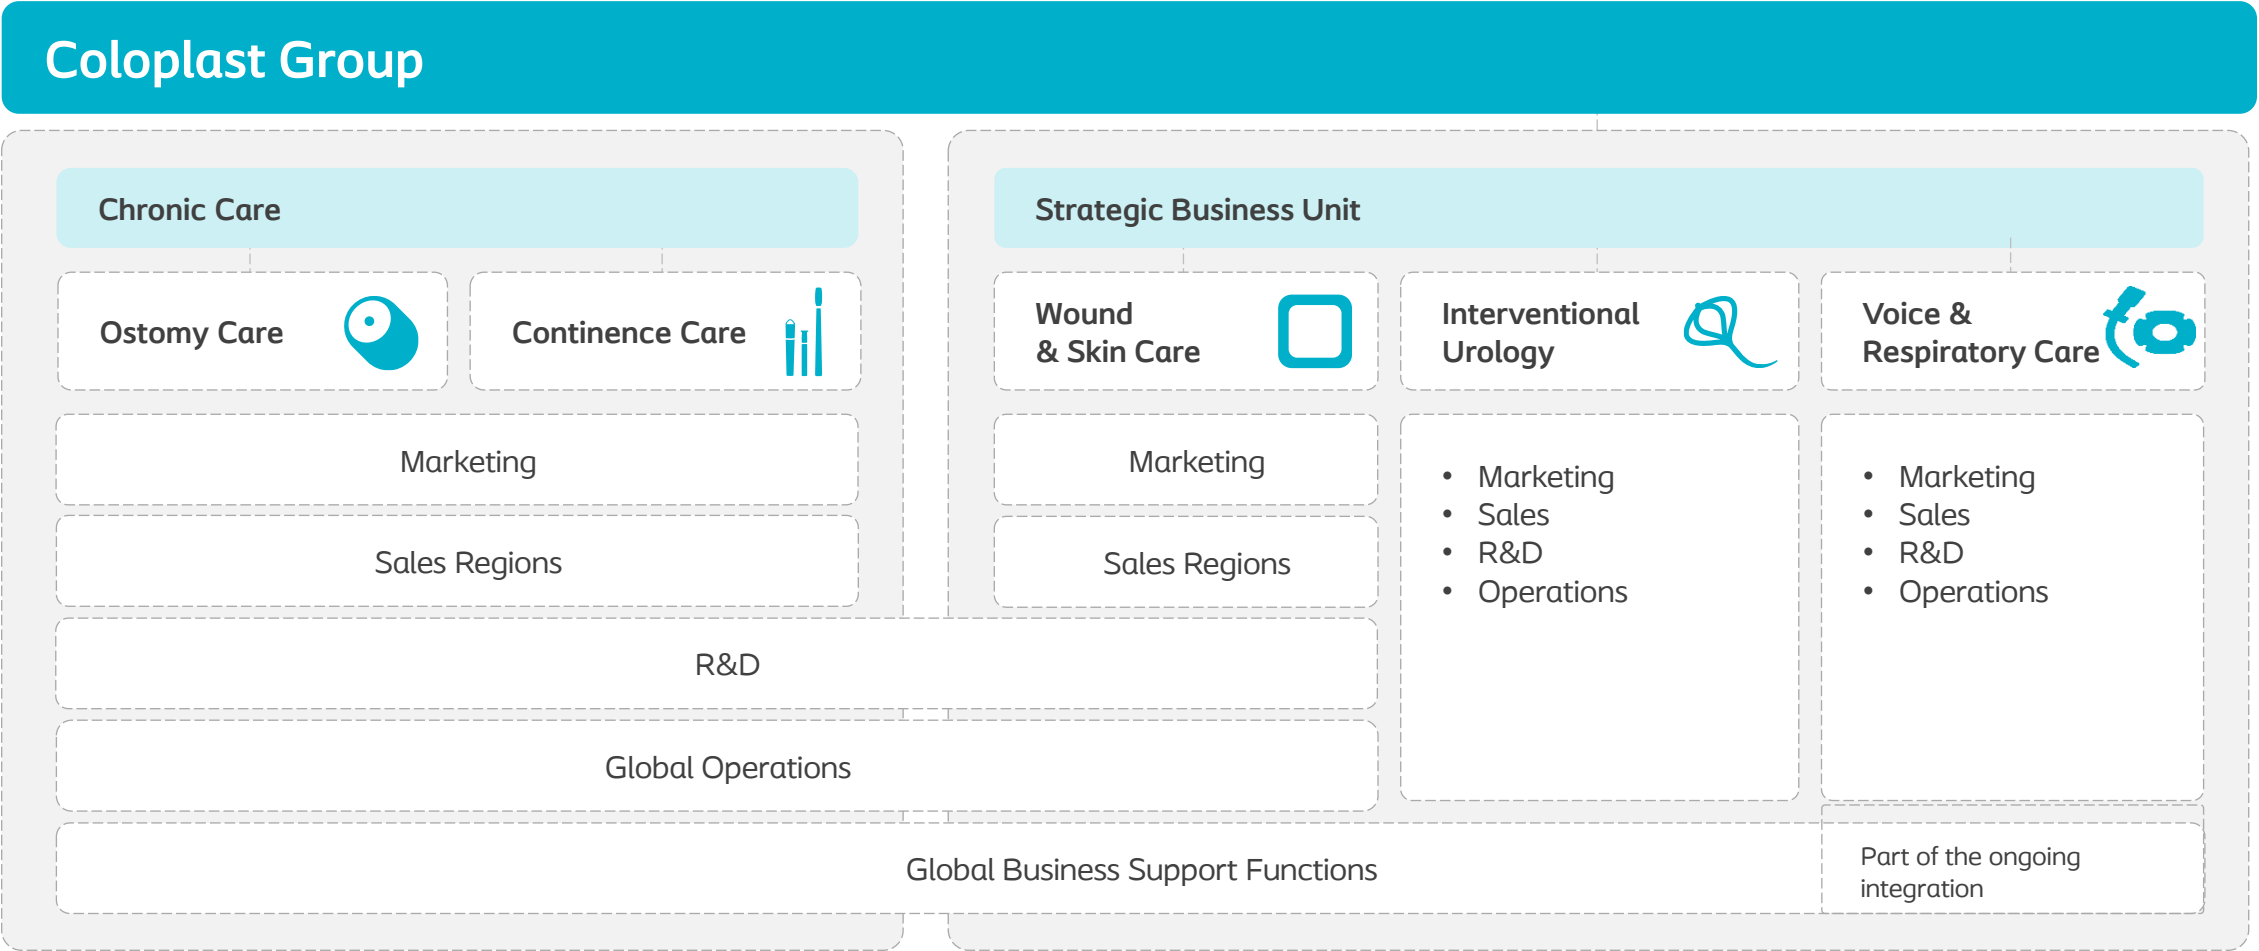 Coloplast Group
Chronic Care
Strategic Business Unit
Ostomy Care
Continence Care
Wound
& Skin Care
Interventional
Urology
Voice &
Respiratory Care
Marketing
Sales Regions
Marketing
Sales Regions
• Marketing
• Sales
• R&D
• Operations
• Marketing
• Sales
• R&D
• Operations
R&D
Global Operations
Global Business Support Functions
Part of the ongoing
integration